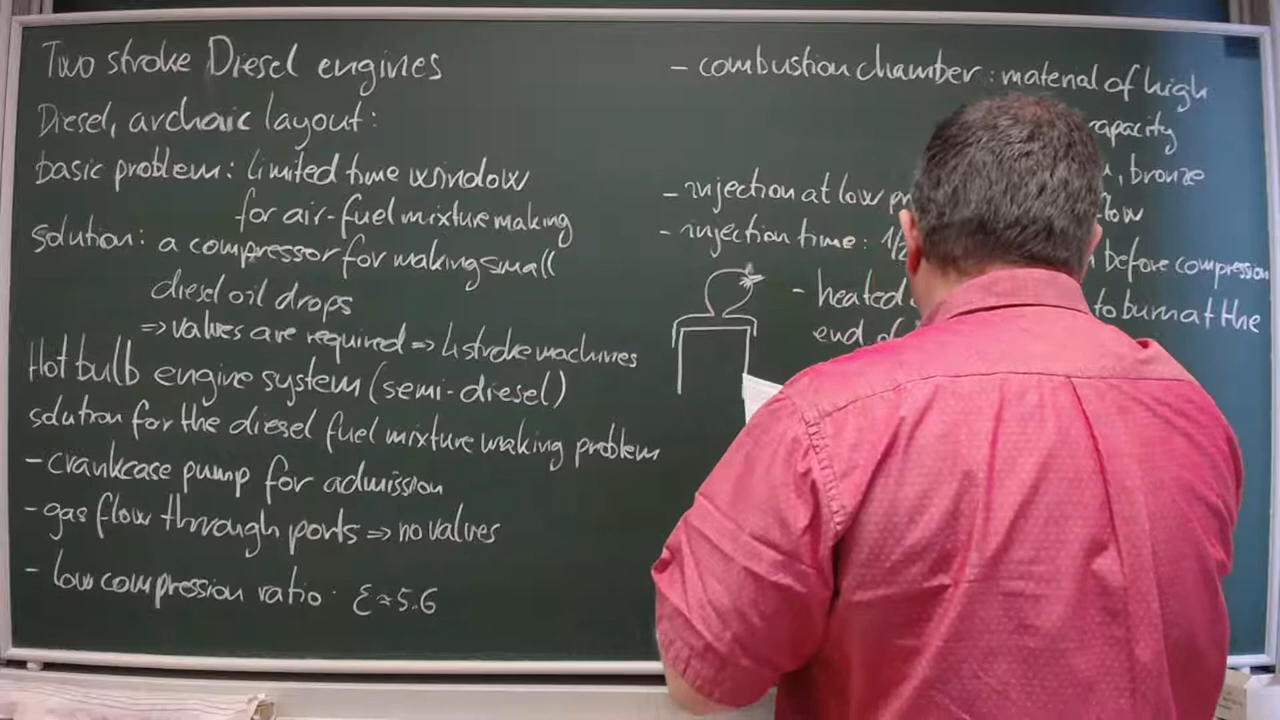 Two stroke Diesel engines
Diesel, archaic layout:
basic problem: limited time window
for air-fuel mixture making
solution: a compressor for making small
diesel oil drops
⇒ valves are required ⇒ 4 stroke machines
Hot bulb engine system (semi-diesel)
solution for the diesel fuel mixture making problem
- crankcase pump for admission
- gas flow through ports ⇒ no valves
- low compression ratio: ε≈5.6
- combustion chamber: material of high
capacity
, bronze
- injection at low
low
- injection time:
before compression
- heated
to burn at the
end of